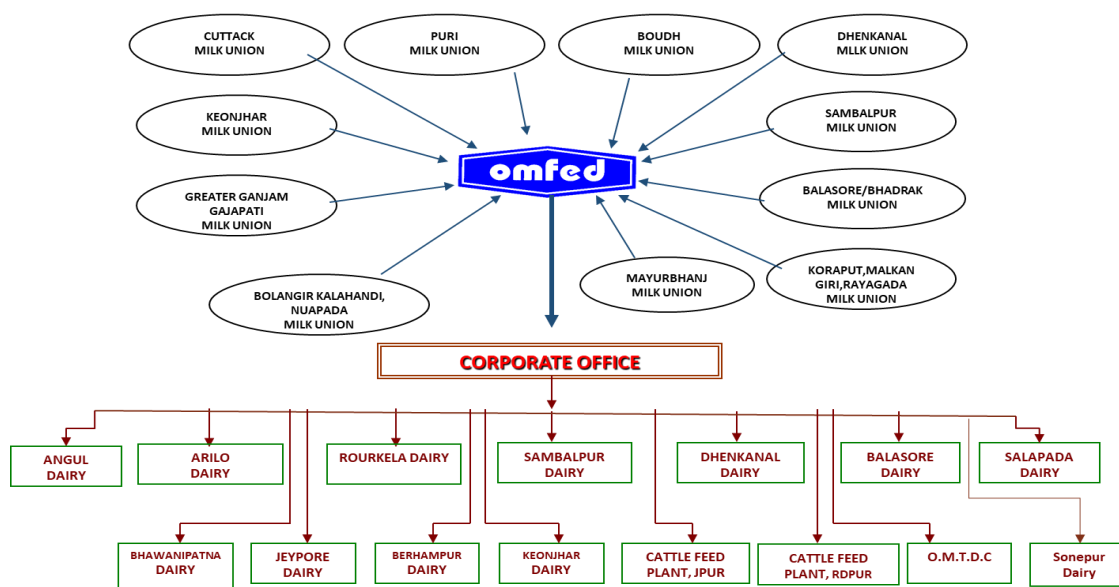 CUTTACK
MILK UNION
PURI
MILK UNION
BOUDH
MILK UNION
DHENKANAL
MLLK UNION
KEONJHAR
MILK UNION
SAMBALPUR
MILK UNION
omfed
GREATER GANJAM
GAJAPATI
MILK UNION
BALASORE/BHADRAK
MILK UNION
BOLANGIR KALAHANDI,
NUAPADA
MILK UNION
MAYURBHANJ
MILK UNION
KORAPUT,MALKAN
GIRI,RAYAGADA
MILK UNION
CORPORATE OFFICE
ANGUL
DAIRY
ARILO
DAIRY
ROURKELA DAIRY
SAMBALPUR
DAIRY
DHENKANAL
DAIRY
BALASORE
DAIRY
SALAPADA
DAIRY
BHAWANIPATNA
DAIRY
JEYPORE
DAIRY
BERHAMPUR
DAIRY
KEONJHAR
DAIRY
CATTLE FEED
PLANT, JPUR
CATTLE FEED
PLANT, RDPUR
O.M.T.D.C
Sonepur
Dairy